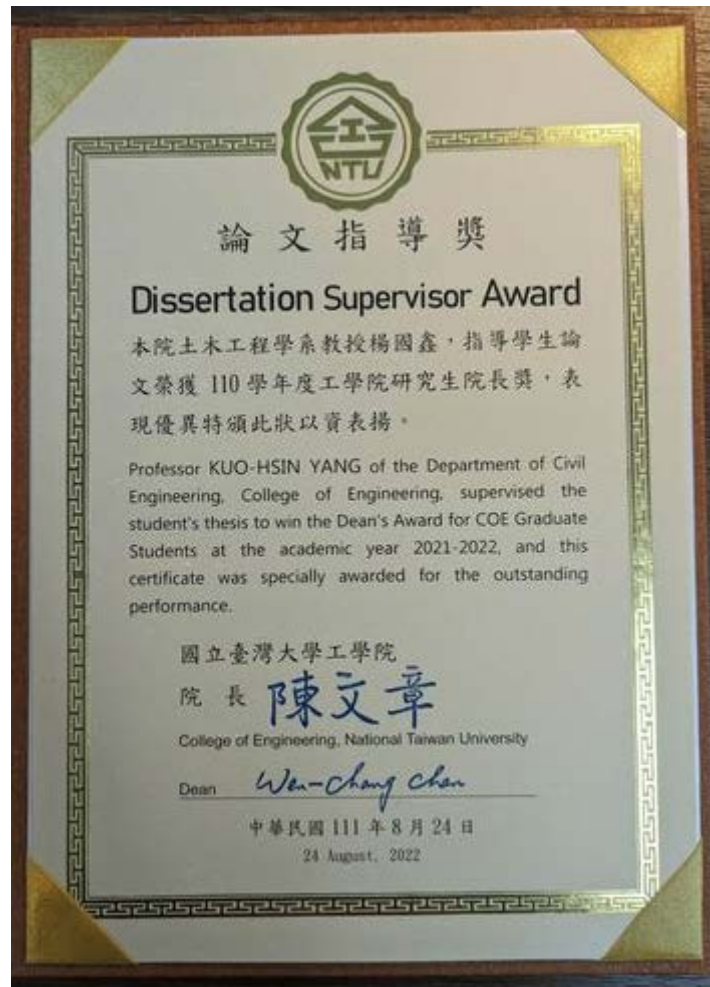 NTU
論文指導獎
Dissertation Supervisor Award
本院土木工程學系教授楊國鑫，指導學生論
文榮獲 110 學年度工學院研究生院長獎，表
現優異特頒此狀以資表揚。
Professor KUO-HSIN YANG of the Department of Civil
Engineering, College of Engineering, supervised the
student's thesis to win the Dean's Award for COE Graduate
Students at the academic year 2021-2022, and this
certificate was specially awarded for the outstanding
performance.
國立臺灣大學工學院
院 長 陳文章
College of Engineering, National Taiwan University
Dean Wen-chang Chen
中華民國 111 年 8 月 24 日
24 August, 2022